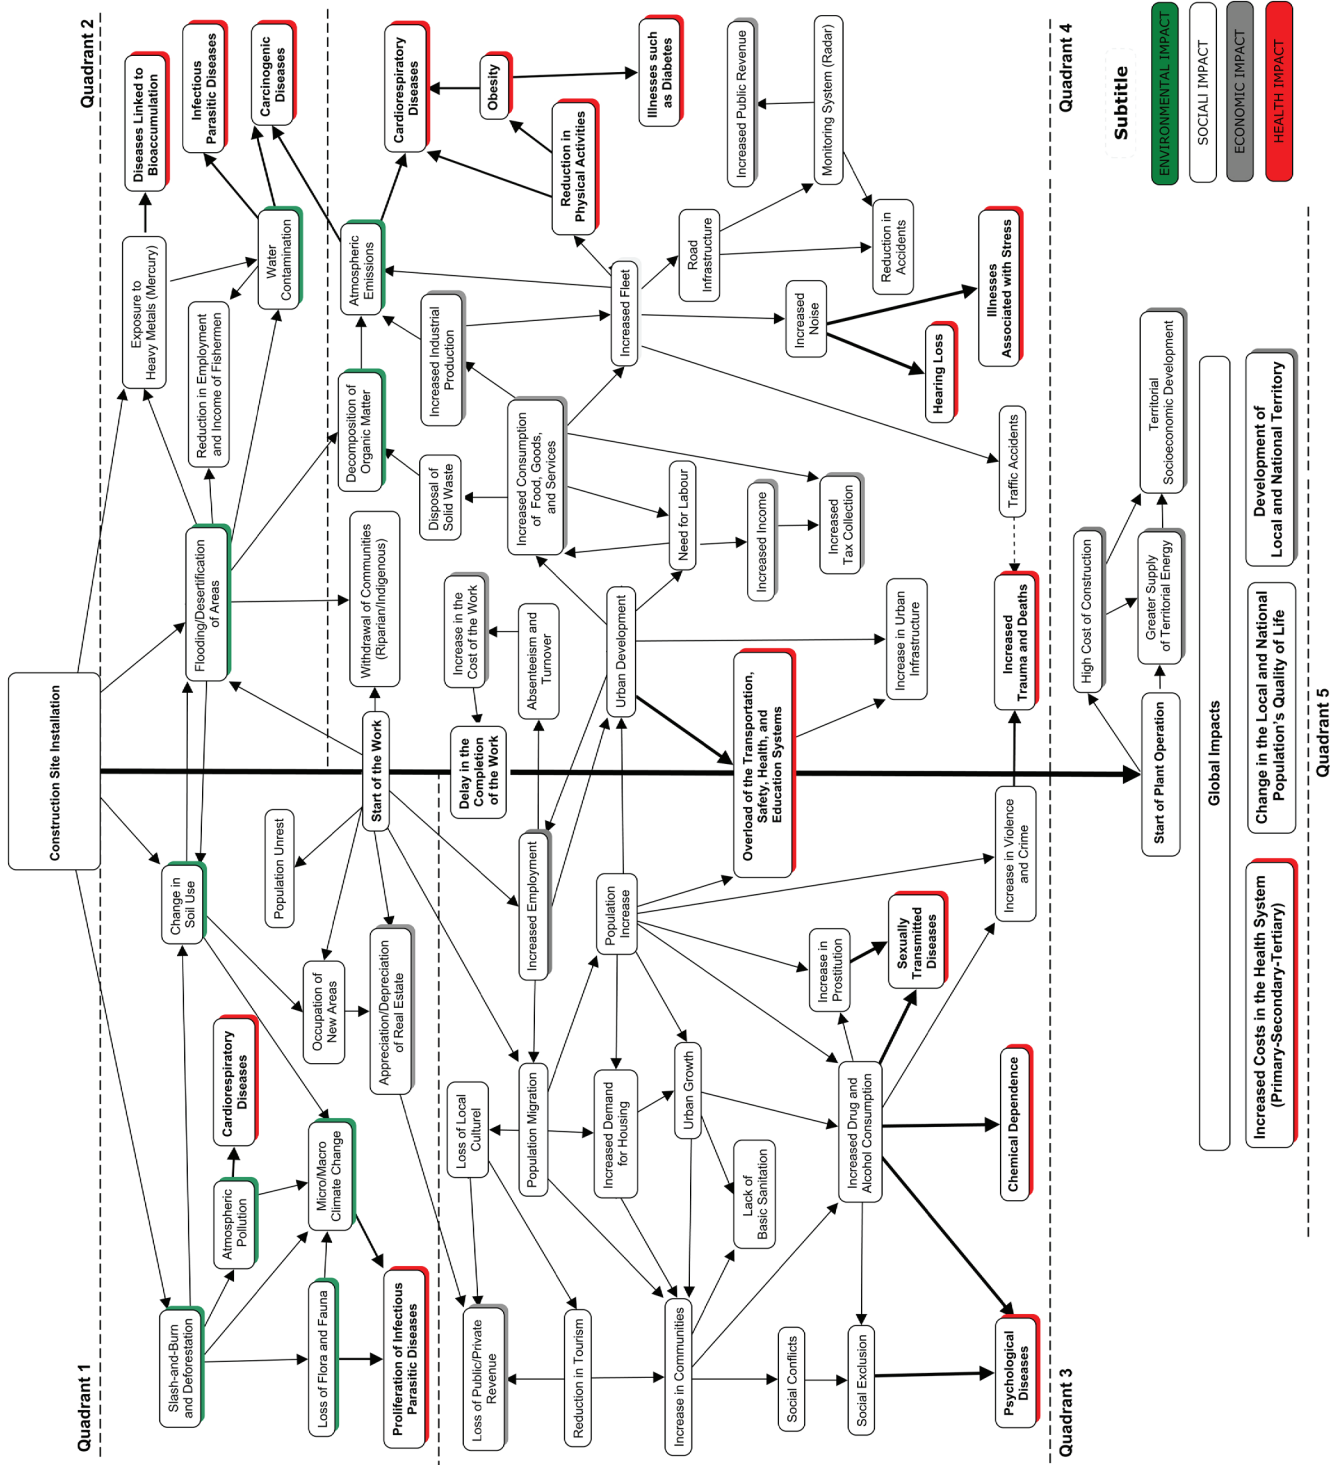 Quadrant 1
Quadrant 2
Construction Site Installation
Slash-and-Burn
and Deforestation
Change in
Soil Use
Flooding/Desertification
of Areas
Exposure to
Heavy Metals (Mercury)
Diseases Linked to
Bioaccumulation
Infectious
Parasitic Diseases
Carcinogenic
Diseases
Reduction in Employment
and Income of Fishermen
Water
Contamination
Atmospheric
Pollution
Cardiorespiratory
Diseases
Population Unrest
Loss of Flora and Fauna
Micro/Macro
Climate Change
Occupation of
New Areas
Start of the Work
Withdrawal of Communities
(Riparian/Indigenous)
Decomposition of
Organic Matter
Atmospheric
Emissions
Proliferation of Infectious
Parasitic Diseases
Appreciation/Depreciation
of Real Estate
Cardiorespiratory
Diseases
Loss of Public/Private
Revenue
Loss of Local
Culturel
Delay in the
Completion
of the Work
Increase in the
Cost of the Work
Disposal of
Solid Waste
Increased Industrial
Production
Obesity
Population Migration
Increased Employment
Absenteeism and
Turnover
Increased Consumption
of Food, Goods,
and Services
Reduction in
Physical Activities
Reduction in Tourism
Increased Demand
for Housing
Population
Increase
Urban Development
Increased Fleet
Illnesses such
as Diabetes
Increase in Communities
Urban Growth
Need for Labour
Road
Infrastructure
Lack of
Basic Sanitation
Overload of the Transportation,
Safety, Health, and
Education Systems
Increased Income
Increased Public Revenue
Social Conflicts
Increased
Noise
Monitoring System (Radar)
Social Exclusion
Increased Drug and
Alcohol Consumption
Increase in
Prostitution
Increased
Tax Collection
Increase in Urban
Infrastructure
Reduction in
Accidents
Sexually
Transmitted
Diseases
Hearing Loss
Illnesses
Associated with Stress
Psychological
Diseases
Chemical Dependence
Increase in Violence
and Crime
Increased
Trauma and Deaths
Traffic Accidents
Quadrant 3
Quadrant 4
Start of Plant Operation
High Cost of Construction
Greater Supply
of Territorial Energy
Territorial
Socioeconomic Development
Global Impacts
Increased Costs in the Health System
(Primary-Secondary-Tertiary)
Change in the Local and National
Population's Quality of Life
Development of
Local and National Territory
Quadrant 5
Subtitle
ENVIRONMENTAL IMPACT
SOCIALI IMPACT
ECONOMIC IMPACT
HEALTH IMPACT